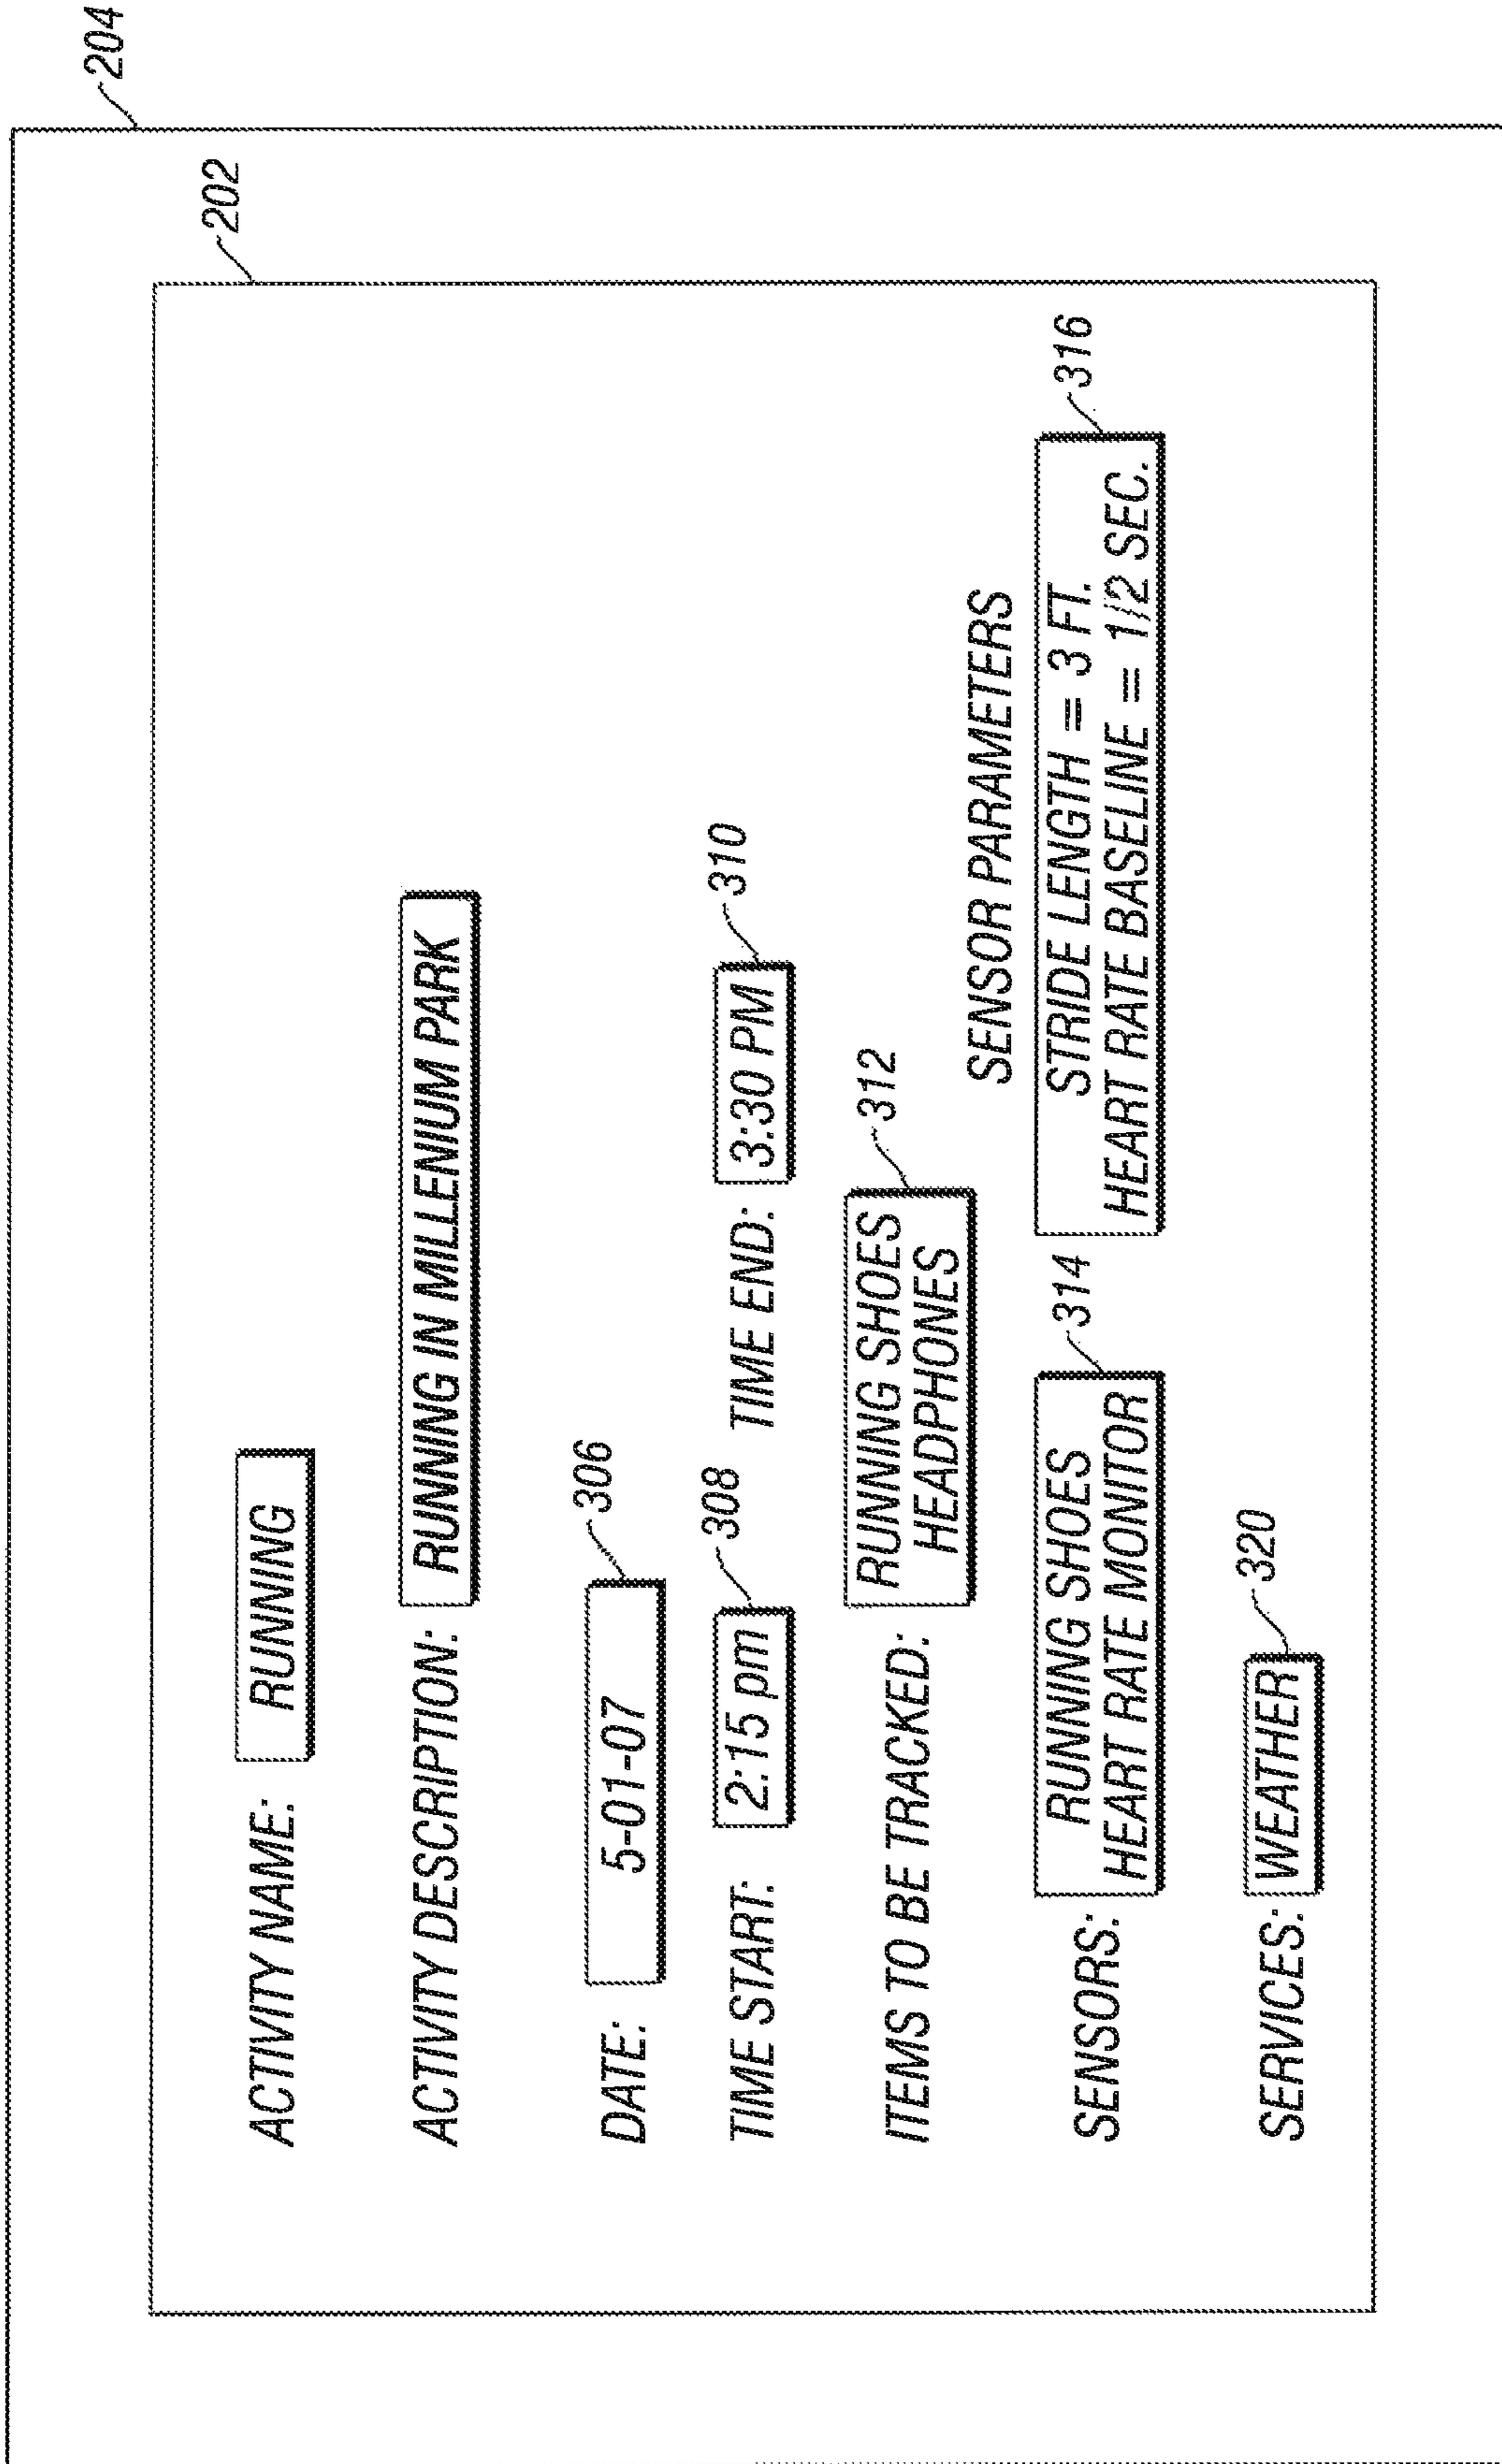 204
202
ACTIVITY NAME: RUNNING
ACTIVITY DESCRIPTION: RUNNING IN MILLENIUM PARK
DATE: 5-01-07 306
TIME START: 2:15 pm 308 TIME END: 3:30 PM 310
ITEMS TO BE TRACKED: RUNNING SHOES 312
HEADPHONES
SENSOR PARAMETERS
SENSORS: RUNNING SHOES 314 STRIDE LENGTH = 3 FT. 316
HEART RATE MONITOR HEART RATE BASELINE = 1/2 SEC.
SERVICES: WEATHER 320